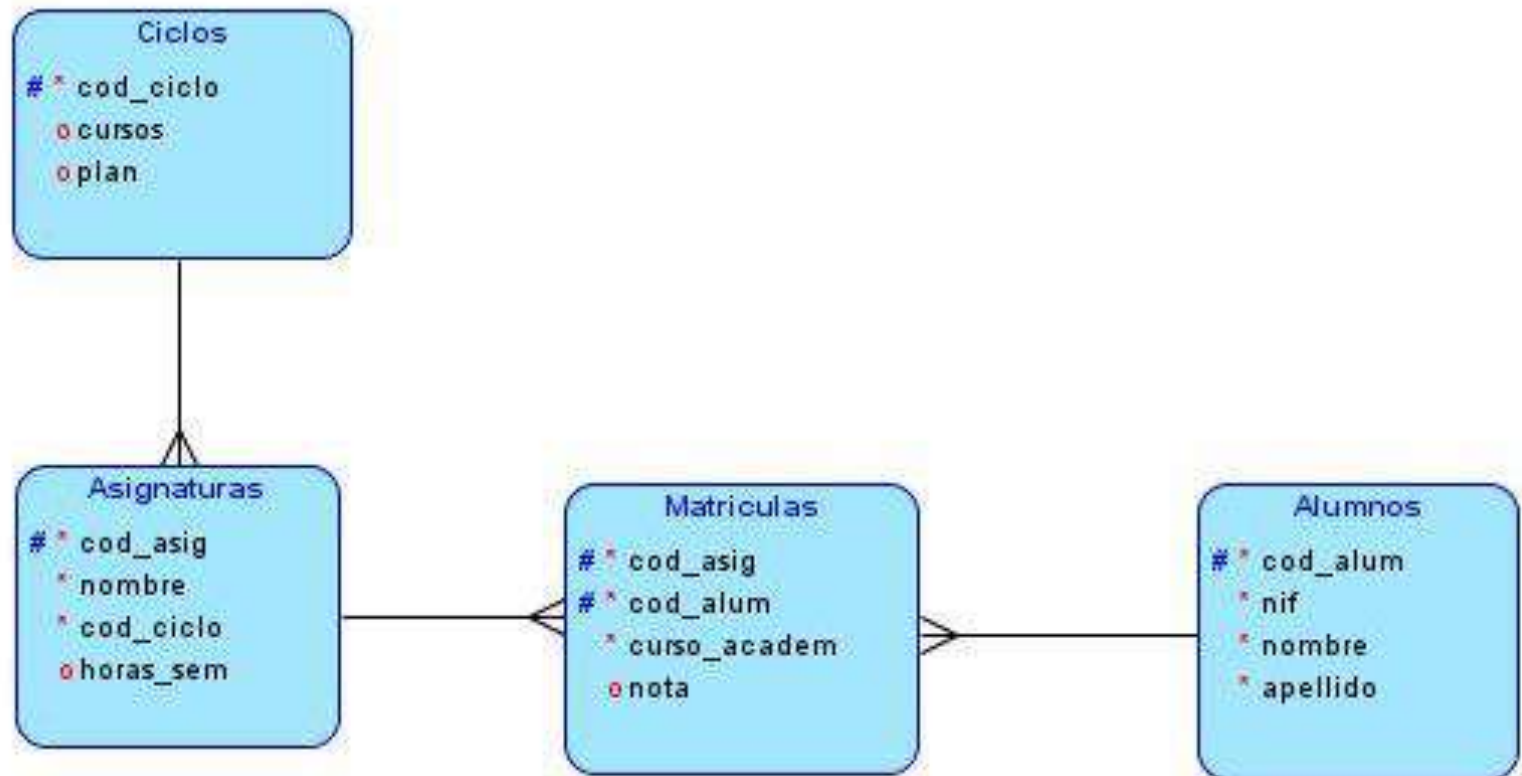 Ciclos
# * cod_ciclo
o cursos
o plan
Asignaturas
# * cod_asig
* nombre
* cod_ciclo
o horas_sem
Matriculas
# * cod_asig
# * cod_alum
* curso_academ
o nota
Alumnos
# * cod_alum
* nif
* nombre
* apellido